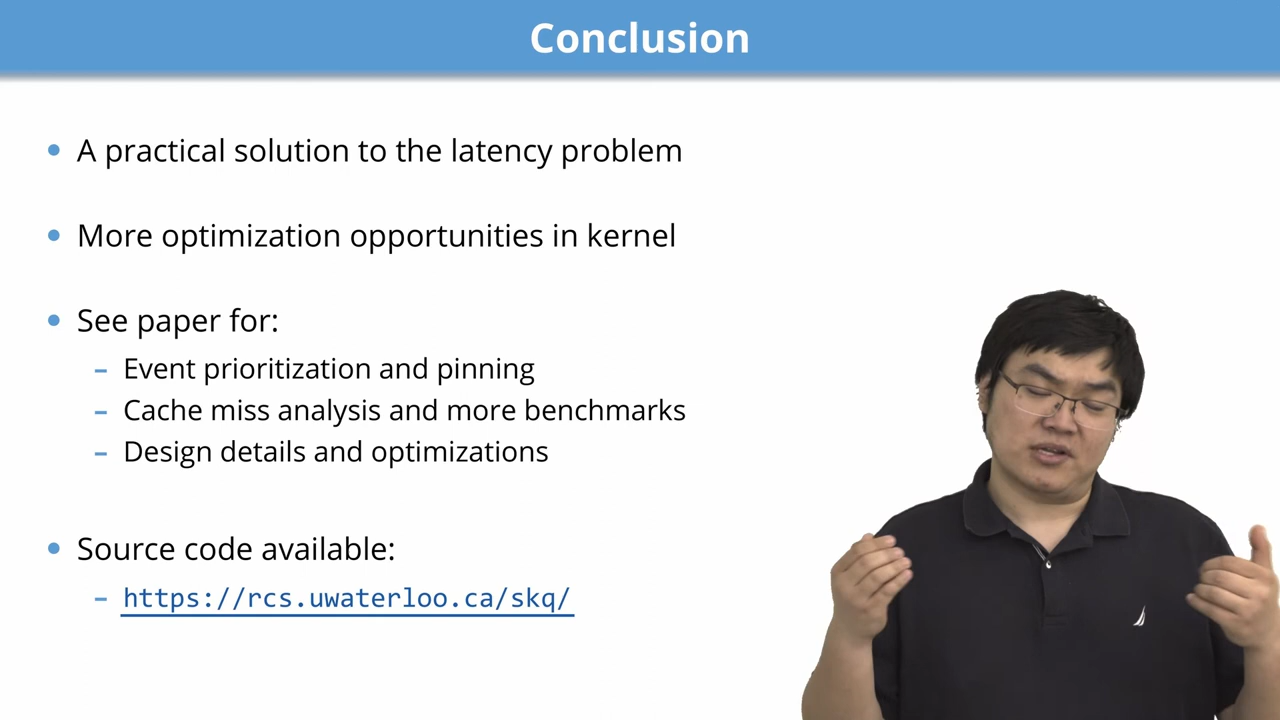 Conclusion
• A practical solution to the latency problem
• More optimization opportunities in kernel
• See paper for:
– Event prioritization and pinning
– Cache miss analysis and more benchmarks
– Design details and optimizations
• Source code available:
– https://rcs.uwaterloo.ca/skq/